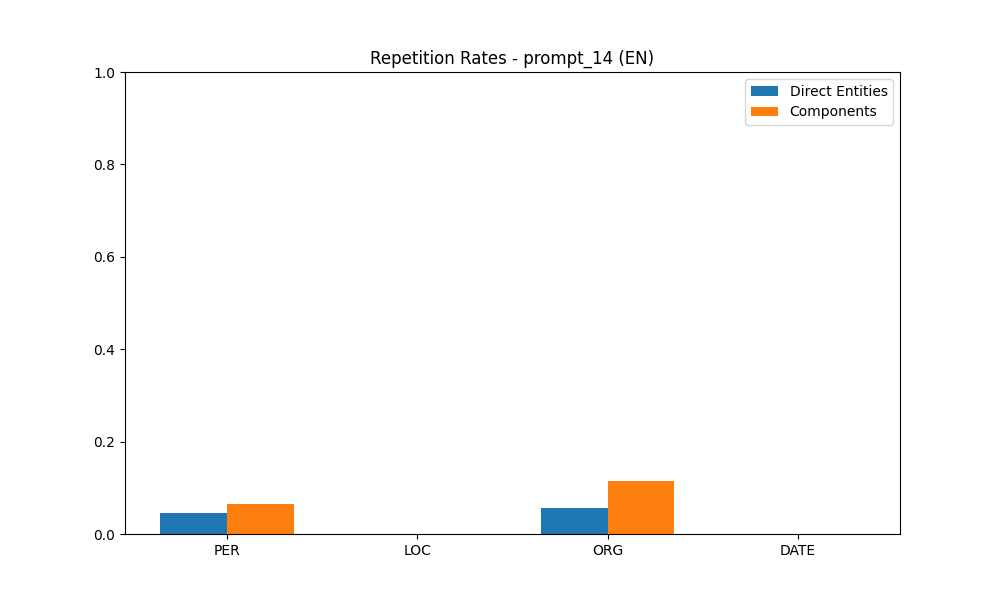 Repetition Rates - prompt_14 (EN)
1.0
Direct Entities
Components
0.8
0.6
0.4
0.2
0.0
PER LOC ORG DATE